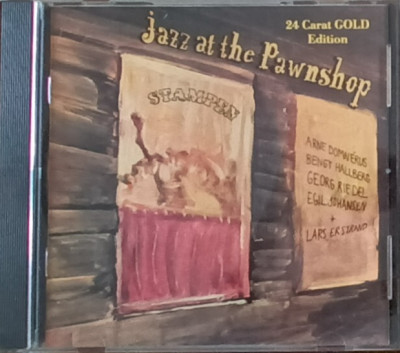 24 Carat GOLD
Edition
jazz at the Pawnshop
STAMPEN
ARNE DOMNÉRUS
BENGT HALLBERG
GEORG RIEDEL
EGIL JOHANSEN
+
LARS ERSTRAND